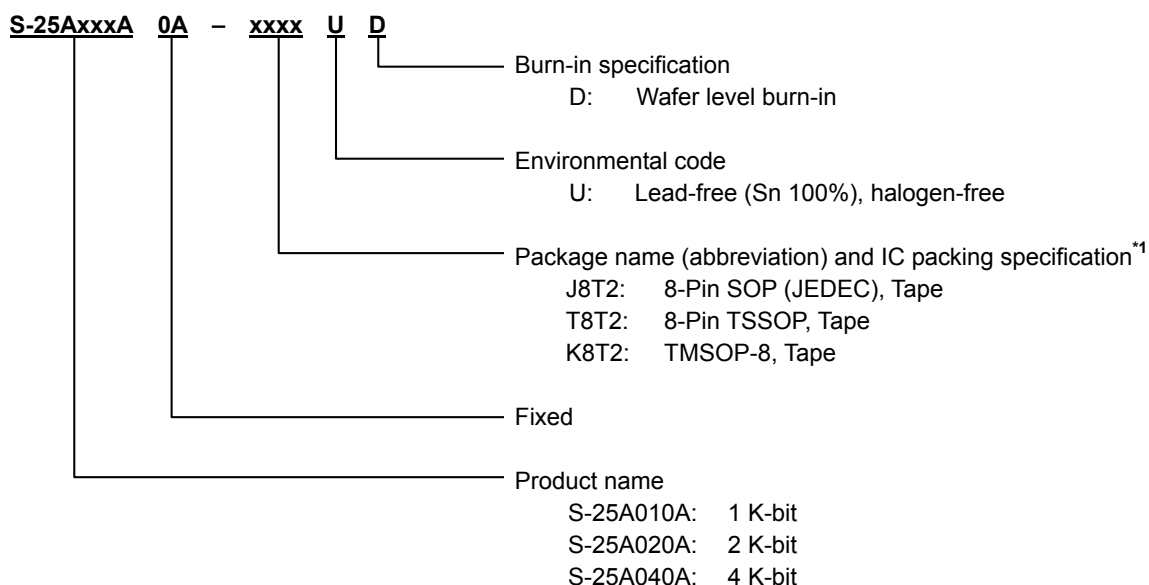 S-25AxxxA 0A – xxxx U D
Burn-in specification
D: Wafer level burn-in
Environmental code
U: Lead-free (Sn 100%), halogen-free
Package name (abbreviation) and IC packing specification*1
J8T2: 8-Pin SOP (JEDEC), Tape
T8T2: 8-Pin TSSOP, Tape
K8T2: TMSOP-8, Tape
Fixed
Product name
S-25A010A: 1 K-bit
S-25A020A: 2 K-bit
S-25A040A: 4 K-bit